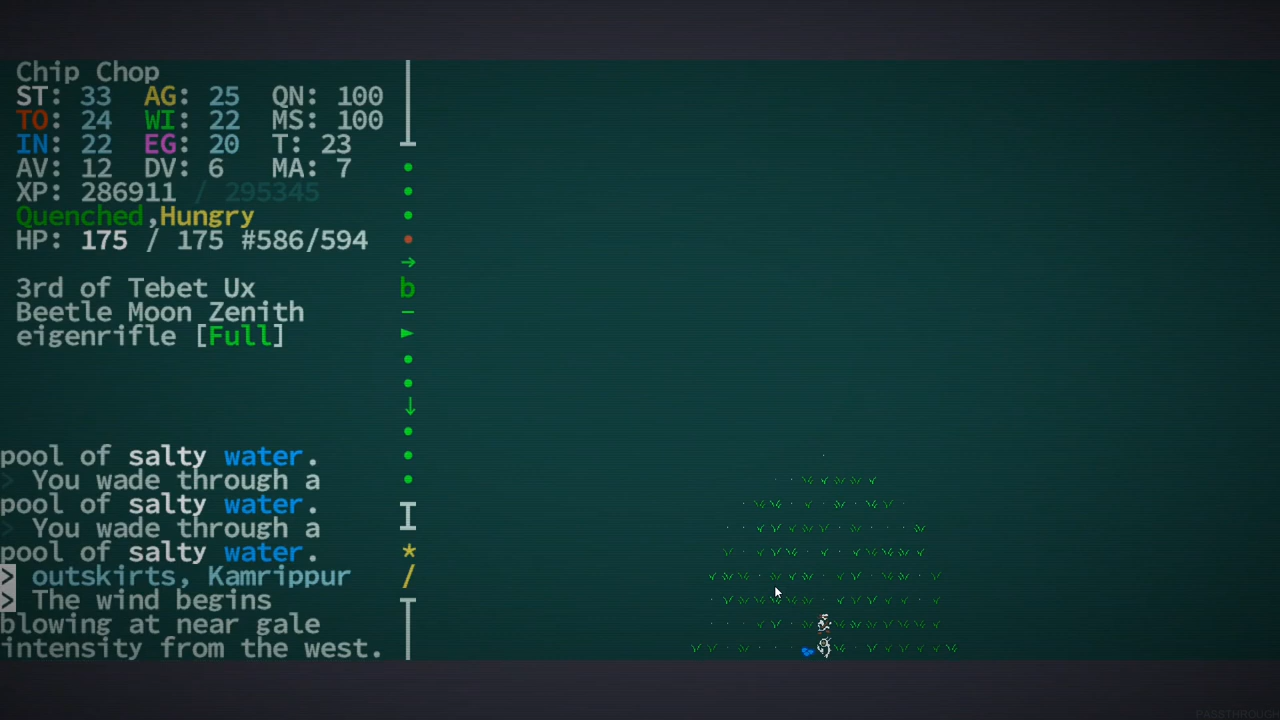 Chip Chop
ST: 33 AG: 25 QN: 100
TO: 24 WI: 22 MS: 100
IN: 22 EG: 20 T: 23
AV: 12 DV: 6 MA: 7
XP: 286911 / 295345
Quenched,Hungry
HP: 175 / 175 #586/594
3rd of Tebet Ux
Beetle Moon Zenith
eigenrifle [Full]
b
pool of salty water.
> You wade through a
pool of salty water.
> You wade through a
pool of salty water.
> outskirts, Kamrippur
> The wind begins
blowing at near gale
intensity from the west.